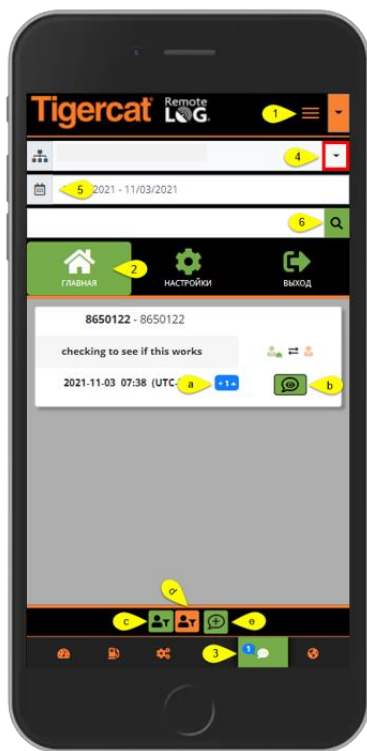 Tigercat Remote LOG
1
4
5 2021 - 11/03/2021
6
2
ГЛАВНАЯ НАСТРОЙКИ ВЫХОД
8650122 - 8650122
checking to see if this works
2021-11-03 07:38 (UTC- a +1 b
d
c e
3 1